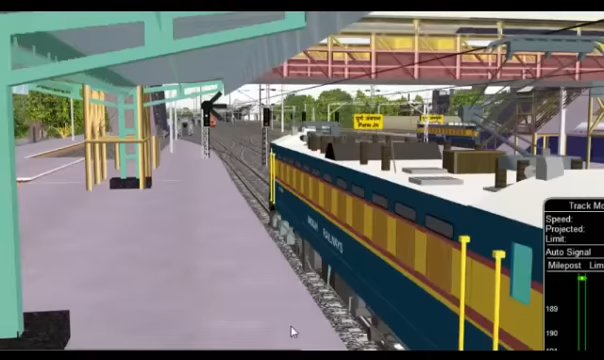 पुणे जंक्शन
Pune Jn
INDIAN RAILWAYS
Track Mo
Speed:
Projected:
Limit:
Auto Signal
Milepost Lim
189
190